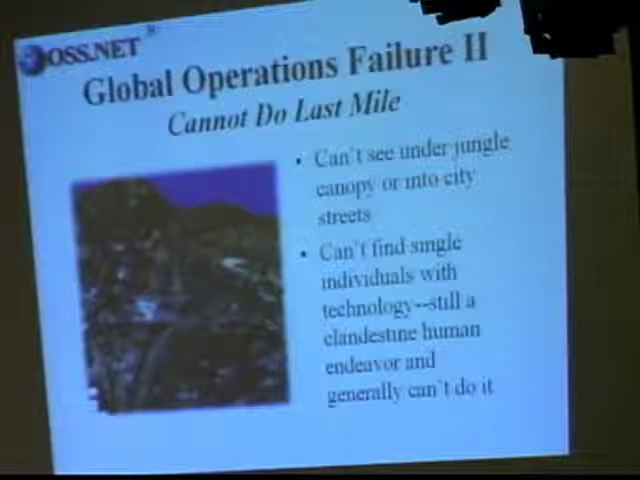 OSS.NET
Global Operations Failure II
Cannot Do Last Mile
• Can't see under jungle
canopy or into city
streets
• Can't find single
individuals with
technology--still a
clandestine human
endeavor and
generally can't do it